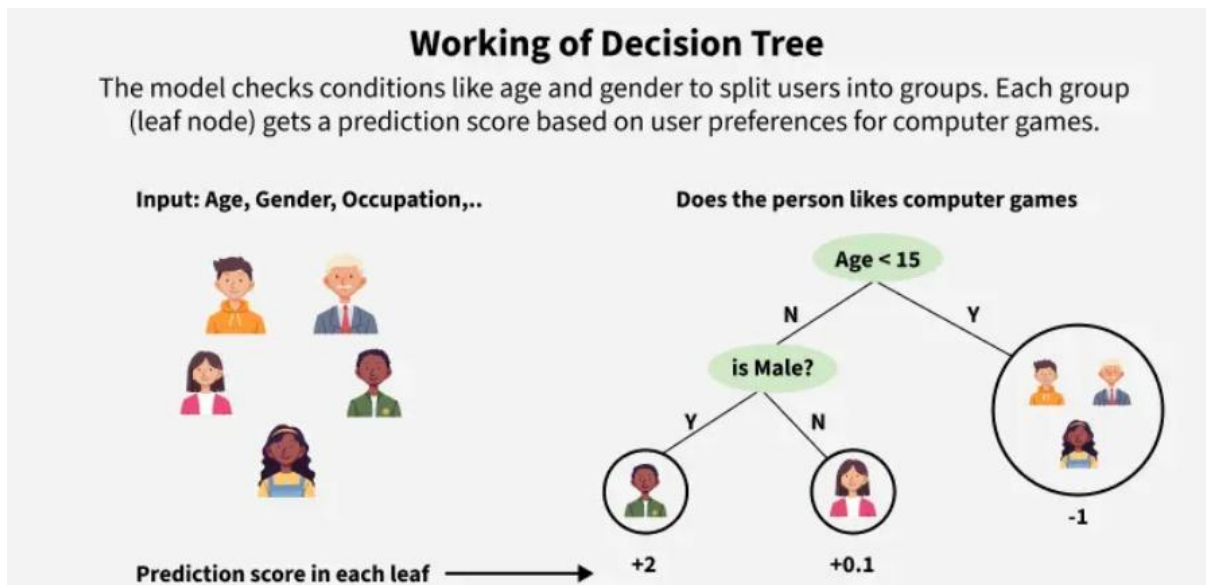 Working of Decision Tree
The model checks conditions like age and gender to split users into groups. Each group
(leaf node) gets a prediction score based on user preferences for computer games.
Input: Age, Gender, Occupation,..
Does the person likes computer games
Age < 15
N
Y
is Male?
Y
N
-1
+2
+0.1
Prediction score in each leaf